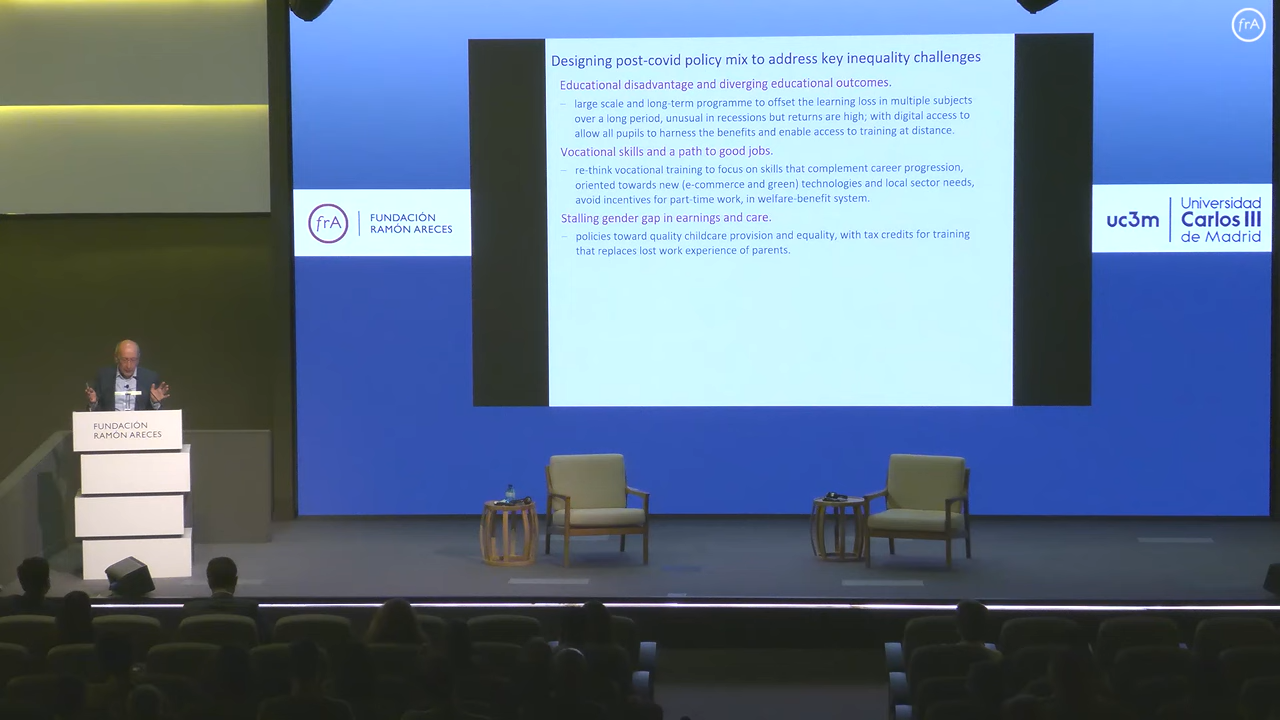 frA
Designing post-covid policy mix to address key inequality challenges
Educational disadvantage and diverging educational outcomes.
– large scale and long-term programme to offset the learning loss in multiple subjects
over a long period, unusual in recessions but returns are high; with digital access to
allow all pupils to harness the benefits and enable access to training at distance.
Vocational skills and a path to good jobs.
– re-think vocational training to focus on skills that complement career progression,
oriented towards new (e-commerce and green) technologies and local sector needs,
avoid incentives for part-time work, in welfare-benefit system.
Stalling gender gap in earnings and care.
– policies toward quality childcare provision and equality, with tax credits for training
that replaces lost work experience of parents.
frA
FUNDACIÓN
RAMÓN ARECES
uc3m
Universidad
Carlos III
de Madrid
FUNDACIÓN
RAMÓN ARECES